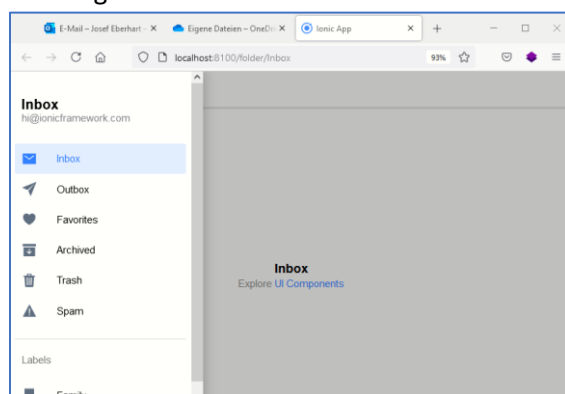 E-Mail – Josef Eberhart - Eigene Dateien – OneDri Ionic App
localhost:8100/folder/Inbox 93%
Inbox
hi@ionicframework.com
Inbox
Outbox
Favorites
Archived
Inbox
Trash Explore UI Components
Spam
Labels
Family